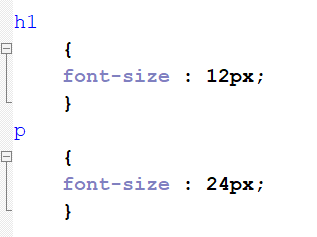 h1
{
font-size : 12px;
}
p
{
font-size : 24px;
}